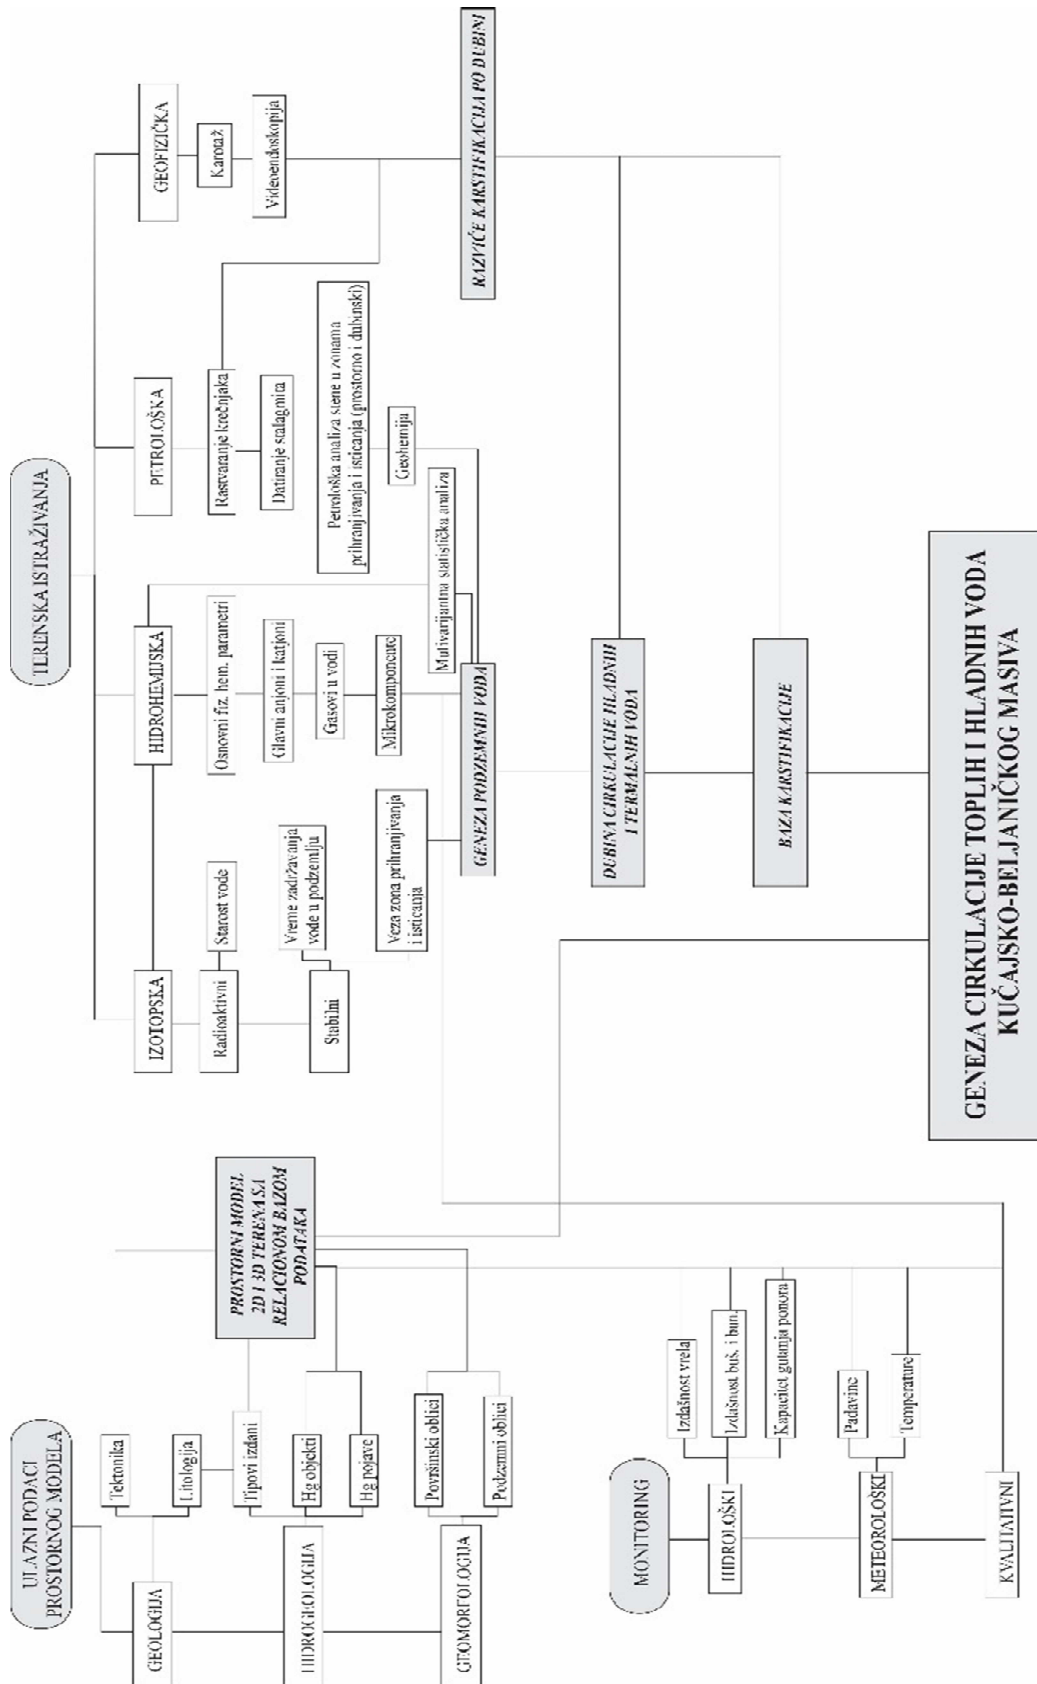 ULAZNI PODACI
PROSTORNOG MODELA
GEOLOGIJA
Tektonika
Litologija
HIDROGEOLOGIJA
Tipovi izdani
Hg objekti
Hg pojave
GEOMORFOLOGIJA
Površinski oblici
Podzemni oblici
PROSTORNI MODEL
2D I 3D TERENA SA
RELACIONOM BAZOM
PODATAKA
MONITORING
HIDROLOŠKI
Izdašnost vrela
Izdašnost buš. i bun.
Kapacitet gutanja ponora
METEOROLOŠKI
Padavine
Temperature
KVALITATIVNI
TERENSKA ISTRAŽIVANJA
IZOTOPSKA
Radioaktivni
Starost vode
Stabilni
Vreme zadržavanja
vode u podzemlju
Veza zona prihranjivanja
i isticanja
HIDROHEMIJSKA
Osnovni fiz. hem. parametri
Glavni anjoni i katjoni
Gasovi u vodi
Mikrokomponente
Mutivarijantna statistička analiza
PETROLOŠKA
Rastvaranje krečnjaka
Datiranje stalagmita
Petrološka analiza stene u zonama
prihranjivanja i isticanja (prostorno i dubinski)
Geohemija
GEOFIZIČKA
Karotaž
Videoendoskopija
GENEZA PODZEMNIH VODA
RAZVIĆE KARSTIFIKACIJA PO DUBINI
DUBINA CIRKULACIJE HLADNIH
I TERMALNIH VODA
BAZA KARSTIFIKACIJE
GENEZA CIRKULACIJE TOPLIH I HLADNIH VODA
KUČAJSKO-BELJANIČKOG MASIVA